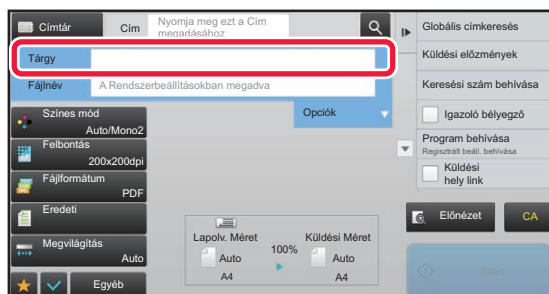 Címtár
Cím
Nyomja meg ezt a Cím
megadásához
Tárgy
Fájlnév
A Rendszerbeállításokban megadva
Opciók
Színes mód
Auto/Mono2
Felbontás
200x200dpi
Fájlformátum
PDF
Eredeti
Megvilágítás
Auto
Egyéb
Lapolv. Méret
100%
Küldési Méret
Auto
Auto
A4
A4
Globális címkeresés
Küldési előzmények
Keresési szám behívása
Igazoló bélyegző
Program behívása
Regisztrált beáll. behívása
Küldési
hely link
Előnézet
CA
Start